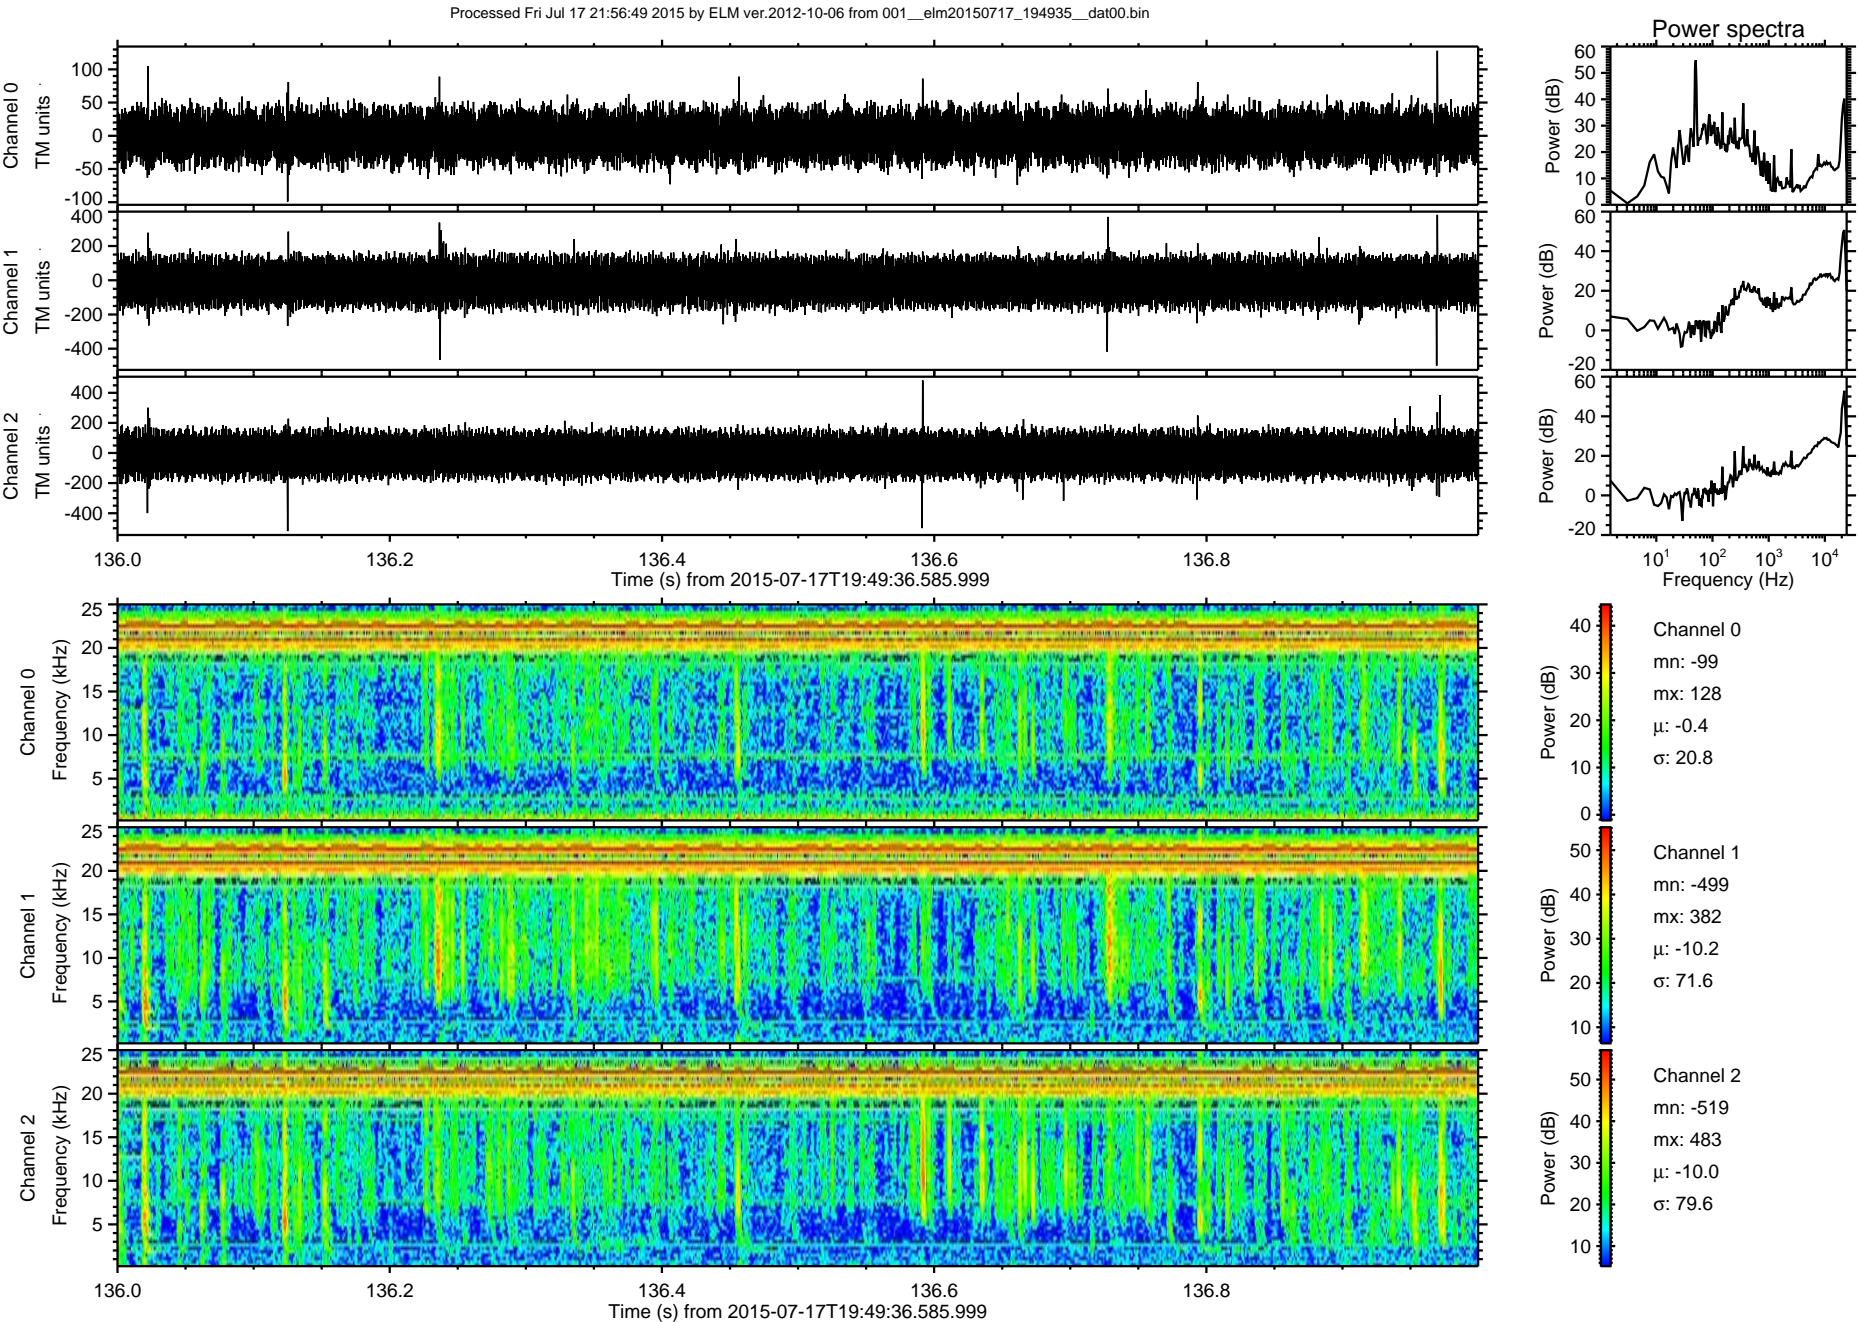 Processed Fri Jul 17 21:56:49 2015 by ELM ver.2012-10-06 from 001__elm20150717_194935__dat00.bin
Power spectra
Channel 0
TM units
100
50
0
-50
-100
Power (dB)
60
50
40
30
20
10
0
Channel 1
TM units
400
200
0
-200
-400
Power (dB)
60
40
20
0
-20
Channel 2
TM units
400
200
0
-200
-400
Power (dB)
60
40
20
0
-20
136.0 136.2 136.4 136.6 136.8
Time (s) from 2015-07-17T19:49:36.585.999
10¹ 10² 10³ 10⁴
Frequency (Hz)
Channel 0
Frequency (kHz)
25
20
15
10
5
Power (dB)
40
30
20
10
0
Channel 0
mn: -99
mx: 128
μ: -0.4
σ: 20.8
Channel 1
Frequency (kHz)
25
20
15
10
5
Power (dB)
50
40
30
20
10
Channel 1
mn: -499
mx: 382
μ: -10.2
σ: 71.6
Channel 2
Frequency (kHz)
25
20
15
10
5
Power (dB)
50
40
30
20
10
Channel 2
mn: -519
mx: 483
μ: -10.0
σ: 79.6
136.0 136.2 136.4 136.6 136.8
Time (s) from 2015-07-17T19:49:36.585.999